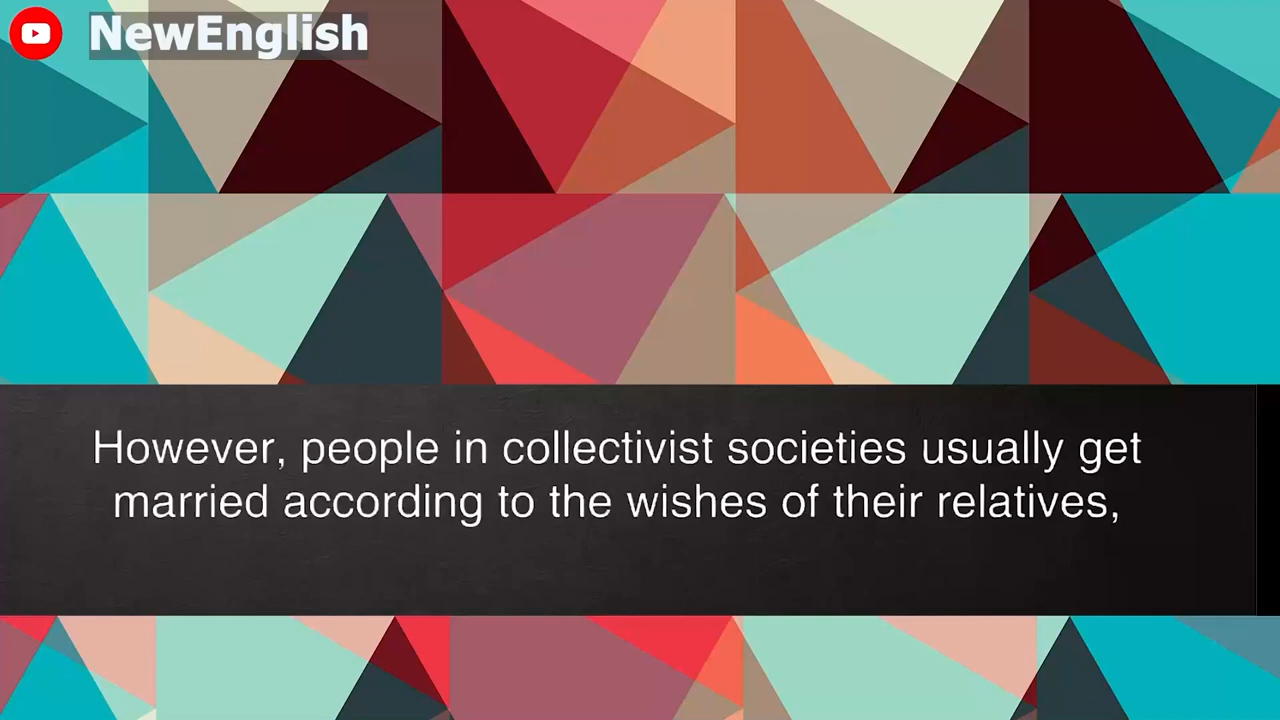 NewEnglish
However, people in collectivist societies usually get
married according to the wishes of their relatives,